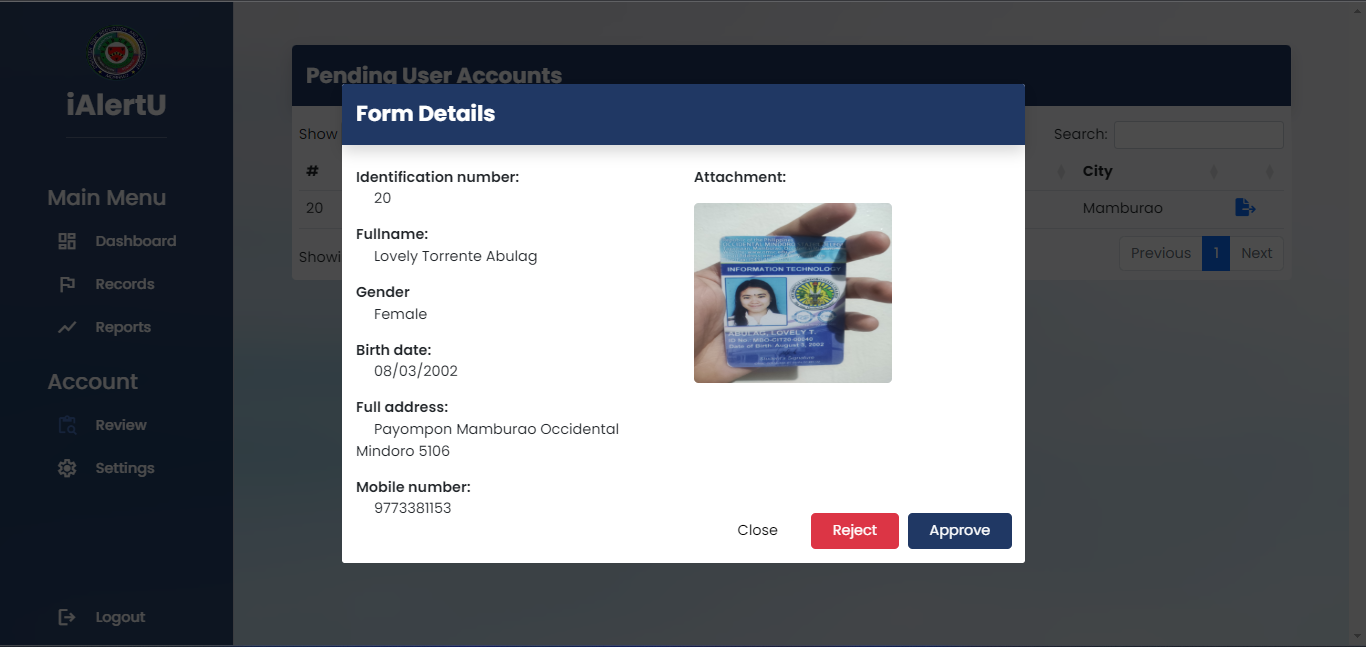 iAlertU
Main Menu
Dashboard
Records
Reports
Account
Review
Settings
Logout
Pending User Accounts
Show
Search:
#
City
20
Mamburao
Showi
Previous 1 Next
Form Details
Identification number:
20
Fullname:
Lovely Torrente Abulag
Gender
Female
Birth date:
08/03/2002
Full address:
Payompon Mamburao Occidental
Mindoro 5106
Mobile number:
9773381153
Attachment:
INFORMATION TECHNOLOGY
ABULAG, LOVELY T.
Date of Birth: August 3, 2002
Close
Reject
Approve